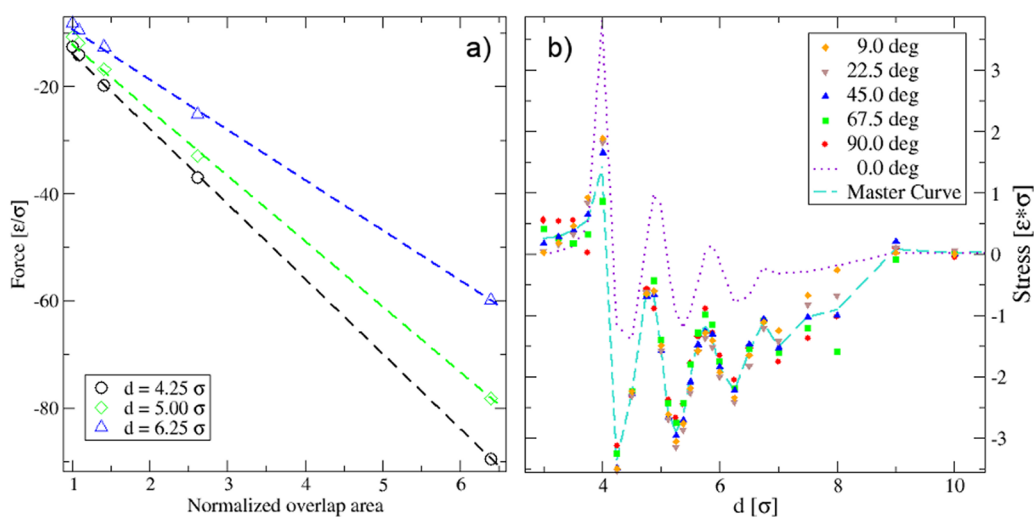 a)
-20
-40
-60
-80
Force [ε/σ]
d = 4.25 σ
d = 5.00 σ
d = 6.25 σ
1
2
3
4
5
6
Normalized overlap area
b)
9.0 deg
22.5 deg
45.0 deg
67.5 deg
90.0 deg
0.0 deg
Master Curve
3
2
1
0
-1
-2
-3
Stress [ε*σ]
4
6
8
10
d [σ]